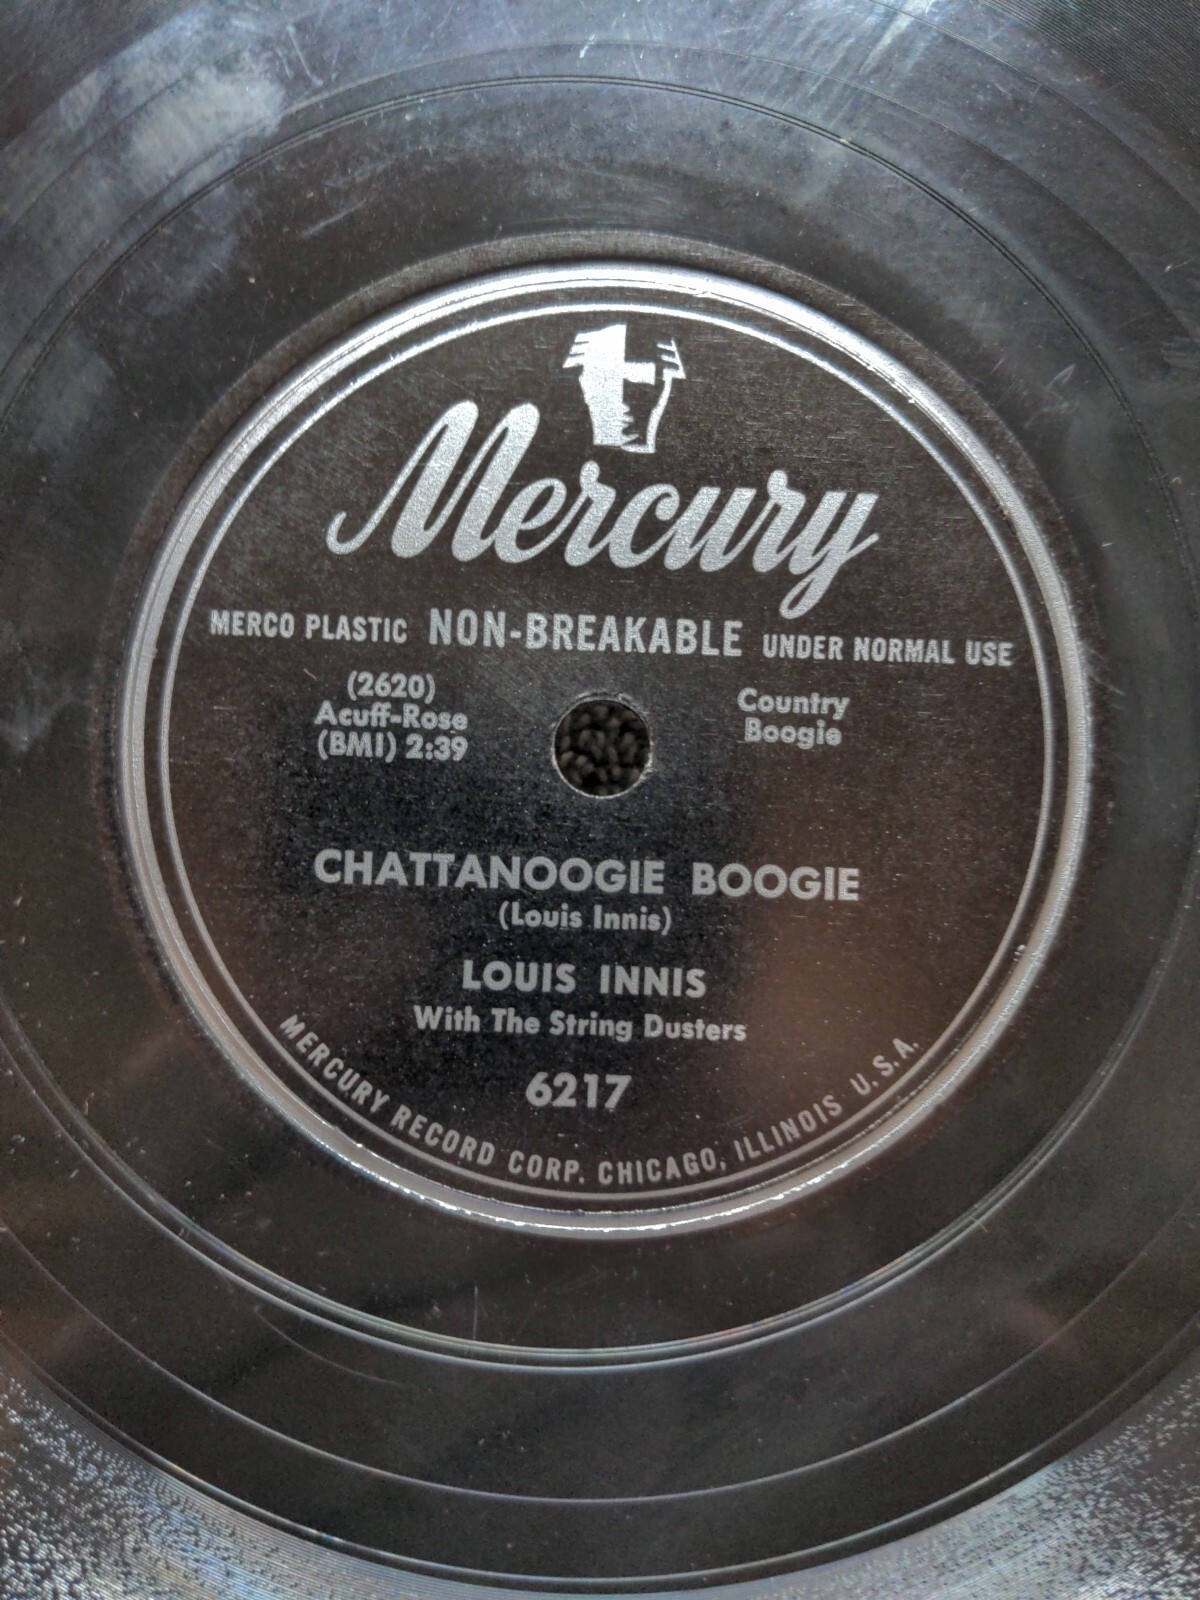 Mercury
MERCO PLASTIC NON-BREAKABLE UNDER NORMAL USE
(2620)
Acuff-Rose
(BMI) 2:39
Country
Boogie
CHATTANOOGIE BOOGIE
(Louis Innis)
LOUIS INNIS
With The String Dusters
6217
MERCURY RECORD CORP. CHICAGO, ILLINOIS U.S.A.